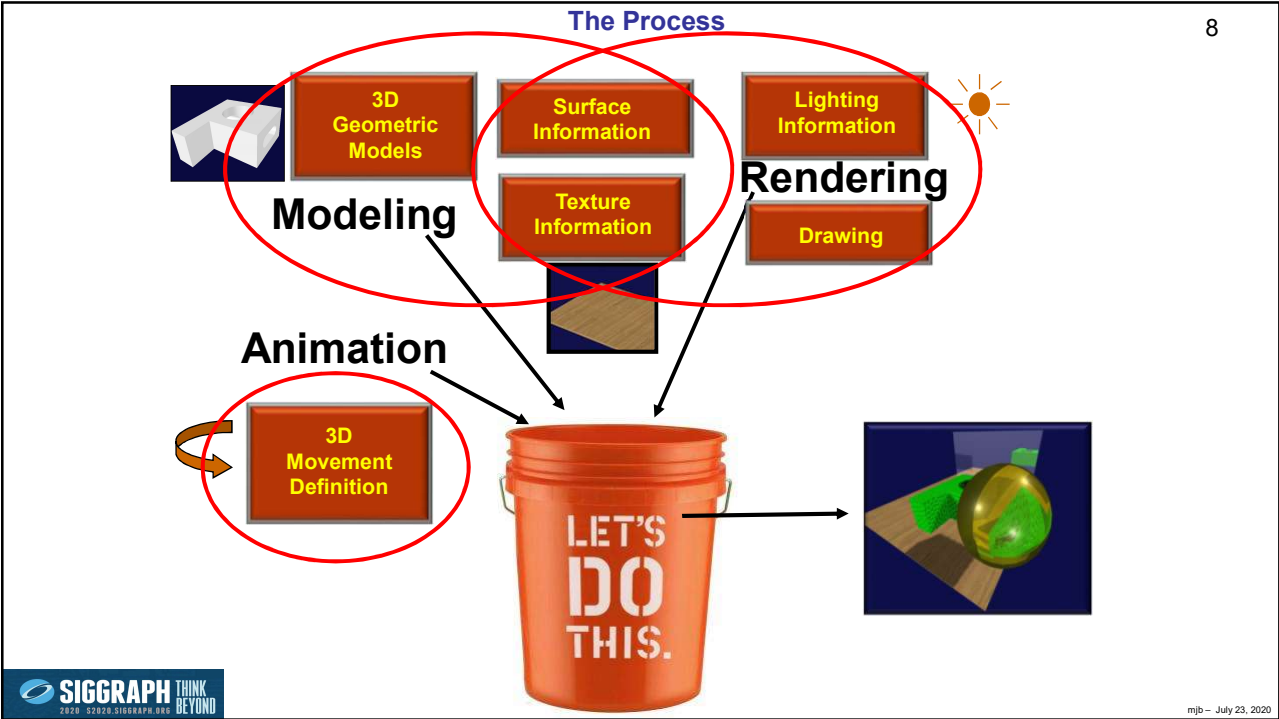 The Process
8
3D
Geometric
Models
Surface
Information
Lighting
Information
Rendering
Modeling
Texture
Information
Drawing
Animation
3D
Movement
Definition
LET'S
DO
THIS.
SIGGRAPH
THINK
BEYOND
2020 S2020.SIGGRAPH.ORG
mjb – July 23, 2020